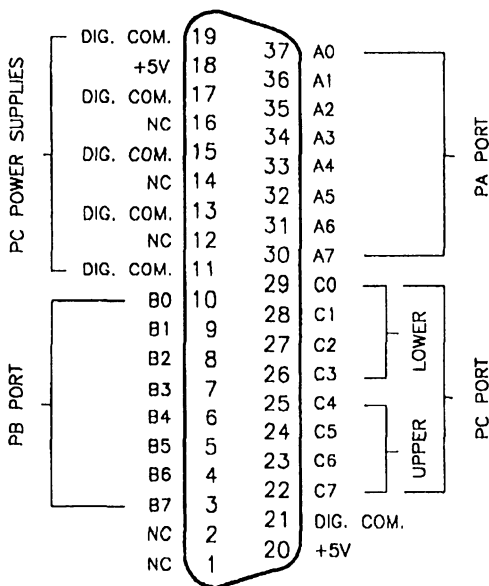 DIG. COM. 19
+5V 18
DIG. COM. 17
NC 16
DIG. COM. 15
NC 14
DIG. COM. 13
NC 12
DIG. COM. 11
B0 10
B1 9
B2 8
B3 7
B4 6
B5 5
B6 4
B7 3
NC 2
NC 1
PC POWER SUPPLIES
PB PORT
37 A0
36 A1
35 A2
34 A3
33 A4
32 A5
31 A6
30 A7
29 C0
28 C1
27 C2
26 C3
25 C4
24 C5
23 C6
22 C7
21 DIG. COM.
20 +5V
PA PORT
LOWER
UPPER
PC PORT